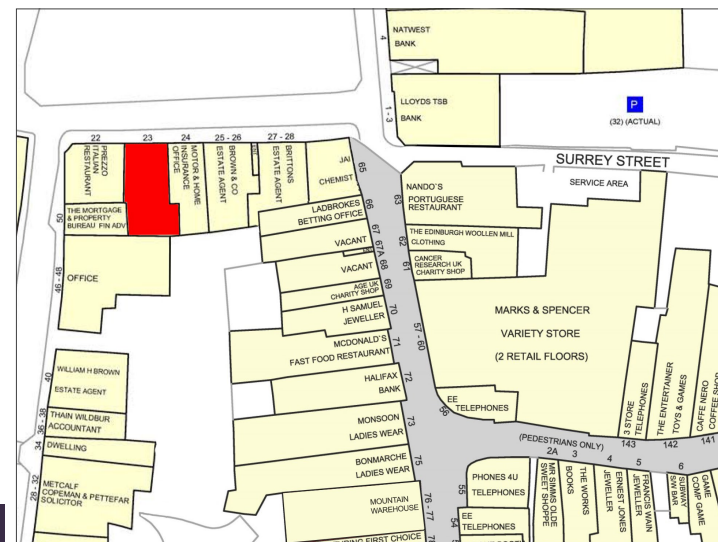 NATWEST
BANK
4
LLOYDS TSB
BANK
1 - 3
P
(32) (ACTUAL)
SURREY STREET
SERVICE AREA
22
23
24
25 - 26
27 - 28
PREZZO
ITALIAN
RESTAURANT
MOTOR & HOME
INSURANCE
OFFICE
BROWN & CO
ESTATE AGENT
BRITTONS
ESTATE AGENT
JAI
CHEMIST
65
THE MORTGAGE
& PROPERTY
BUREAU FIN ADV
50
LADBROKES
BETTING OFFICE
66
VACANT
67
67A
VACANT
68
AGE UK
CHARITY SHOP
69
H SAMUEL
JEWELLER
70
MCDONALD'S
FAST FOOD RESTAURANT
71
HALIFAX
BANK
72
MONSOON
LADIES WEAR
73
BONMARCHE
LADIES WEAR
75
MOUNTAIN
WAREHOUSE
76 - 77
FIRST CHOICE
OFFICE
46 - 48
WILLIAM H BROWN
ESTATE AGENT
40
THAIN WILDBUR
ACCOUNTANT
36 - 38
DWELLING
34
METCALF
COPEMAN & PETTEFAR
SOLICITOR
28 - 32
NANDO`S
PORTUGUESE
RESTAURANT
63
THE EDINBURGH WOOLLEN MILL
CLOTHING
62
CANCER
RESEARCH UK
CHARITY SHOP
61
MARKS & SPENCER
VARIETY STORE
(2 RETAIL FLOORS)
57 - 60
EE
TELEPHONES
56
3 STORE
TELEPHONES
THE ENTERTAINER
TOYS & GAMES
CAFFE NERO
COFFEE SHOP
(PEDESTRIANS ONLY)
143
142
141
2A
3
4
5
6
PHONES 4U
TELEPHONES
55
EE
TELEPHONES
54
MR SIMMS OLDE
SWEET SHOPPE
THE WORKS
BOOKS
ERNEST JONES
JEWELLER
FRANCIS WAIN
JEWELLER
SUBWAY
S/W BAR
GAME
COMP GAME